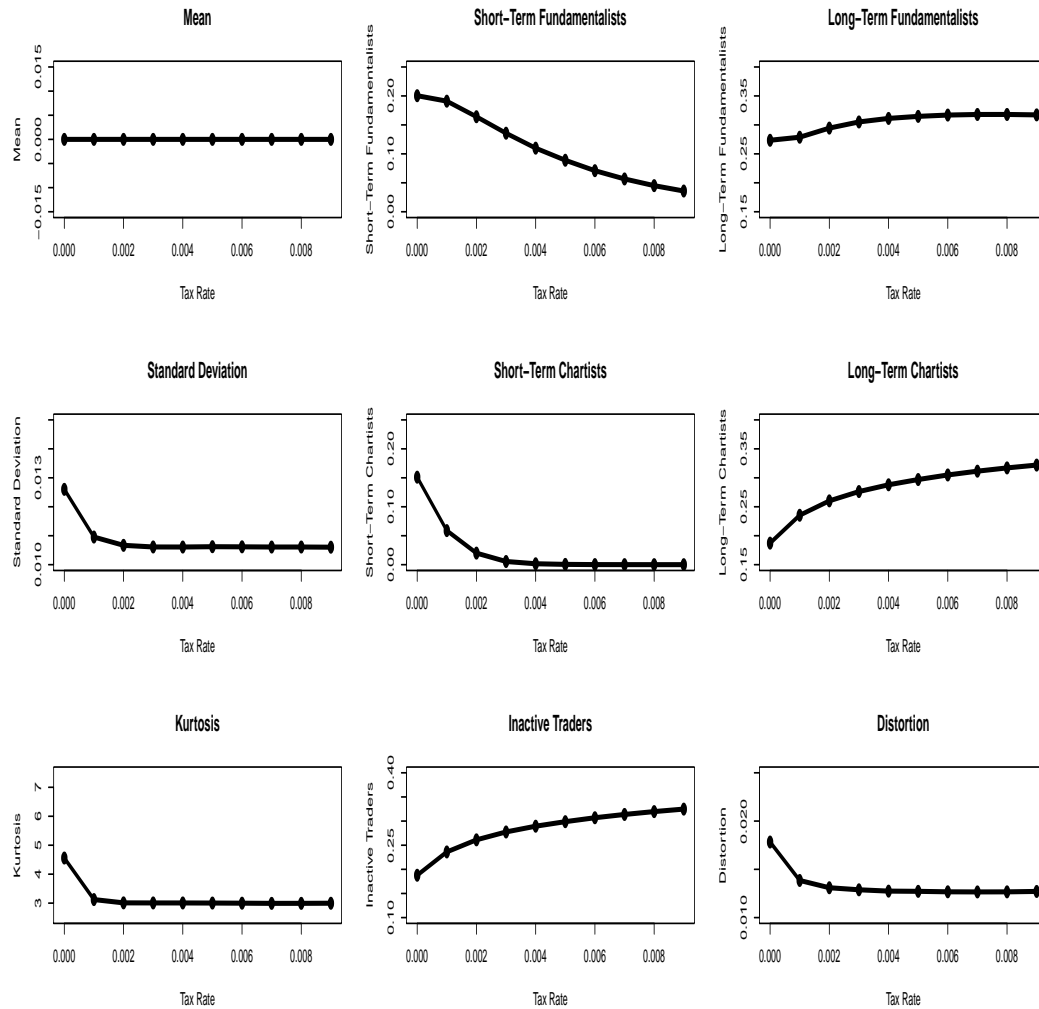 Mean
Mean
0.015
0.000
−0.015
0.000 0.002 0.004 0.006 0.008
Tax Rate
Short−Term Fundamentalists
Short−Term Fundamentalists
0.20
0.10
0.00
0.000 0.002 0.004 0.006 0.008
Tax Rate
Long−Term Fundamentalists
Long−Term Fundamentalists
0.35
0.25
0.15
0.000 0.002 0.004 0.006 0.008
Tax Rate
Standard Deviation
Standard Deviation
0.013
0.010
0.000 0.002 0.004 0.006 0.008
Tax Rate
Short−Term Chartists
Short−Term Chartists
0.20
0.10
0.00
0.000 0.002 0.004 0.006 0.008
Tax Rate
Long−Term Chartists
Long−Term Chartists
0.35
0.25
0.15
0.000 0.002 0.004 0.006 0.008
Tax Rate
Kurtosis
Kurtosis
7
6
5
4
3
0.000 0.002 0.004 0.006 0.008
Tax Rate
Inactive Traders
Inactive Traders
0.40
0.25
0.10
0.000 0.002 0.004 0.006 0.008
Tax Rate
Distortion
Distortion
0.020
0.010
0.000 0.002 0.004 0.006 0.008
Tax Rate